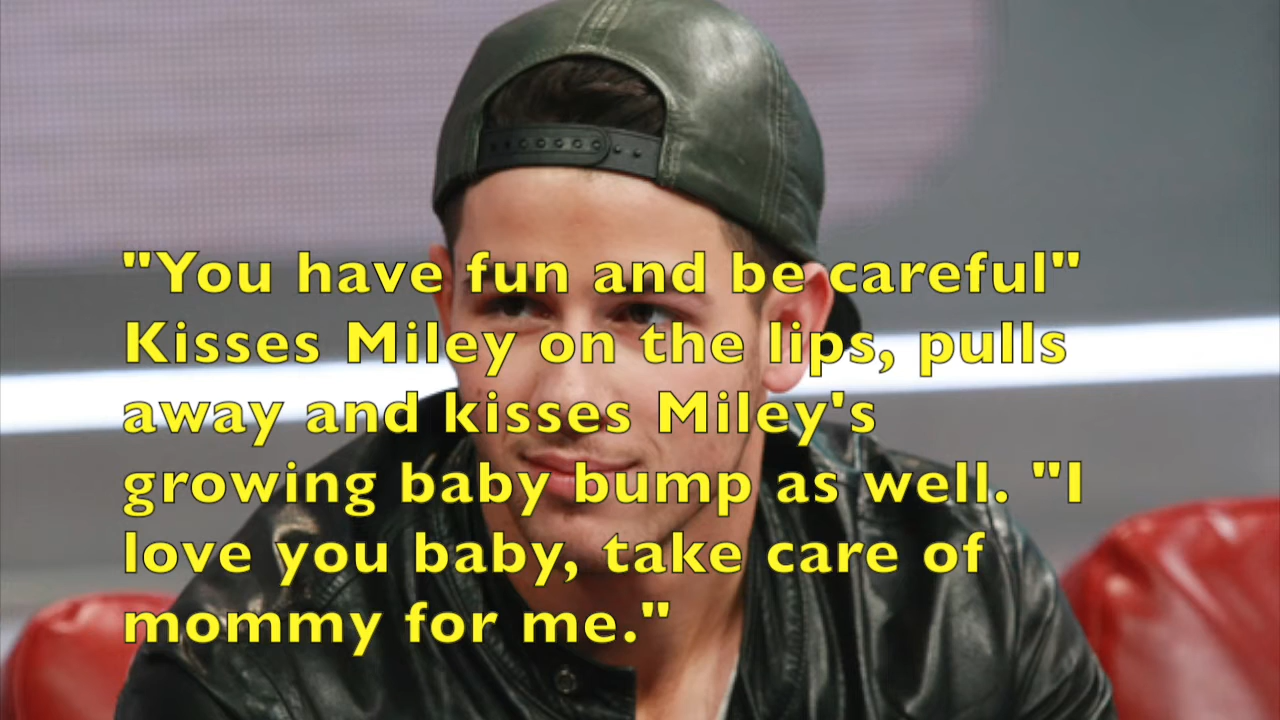 "You have fun and be careful"
Kisses Miley on the lips, pulls
away and kisses Miley's
growing baby bump as well. "I
love you baby, take care of
mommy for me."